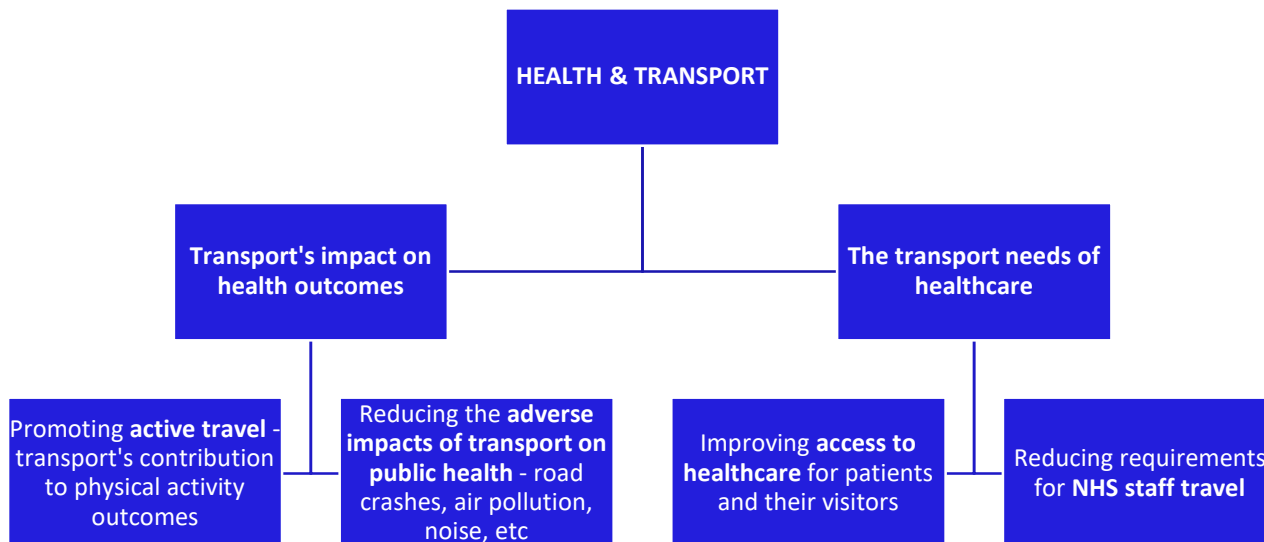 HEALTH & TRANSPORT
Transport's impact on
health outcomes
The transport needs of
healthcare
Promoting active travel -
transport's contribution
to physical activity
outcomes
Reducing the adverse
impacts of transport on
public health - road
crashes, air pollution,
noise, etc
Improving access to
healthcare for patients
and their visitors
Reducing requirements
for NHS staff travel